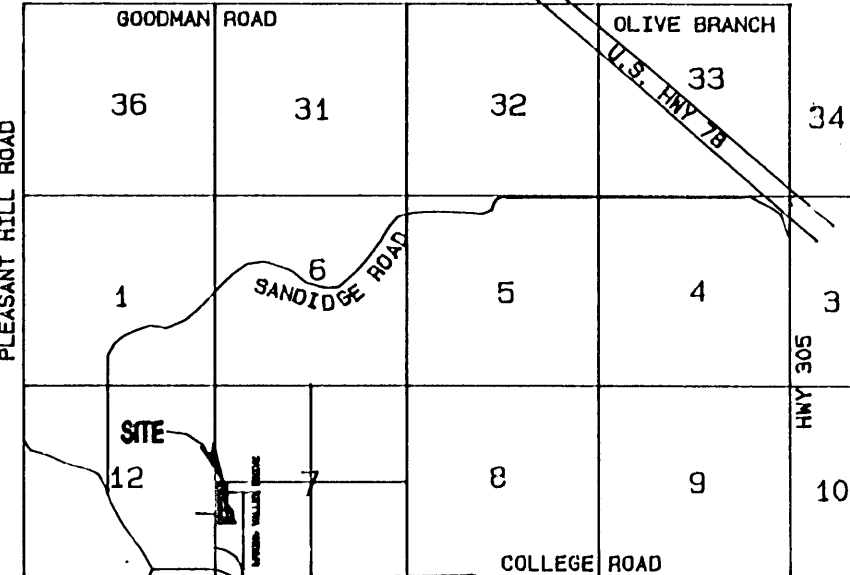 GOODMAN ROAD
OLIVE BRANCH
U.S. HWY 78
36
31
32
33
34
PLEASANT HILL ROAD
SANDIDGE ROAD
1
6
5
4
3
HWY 305
SITE
12
7
8
9
10
COLLEGE ROAD